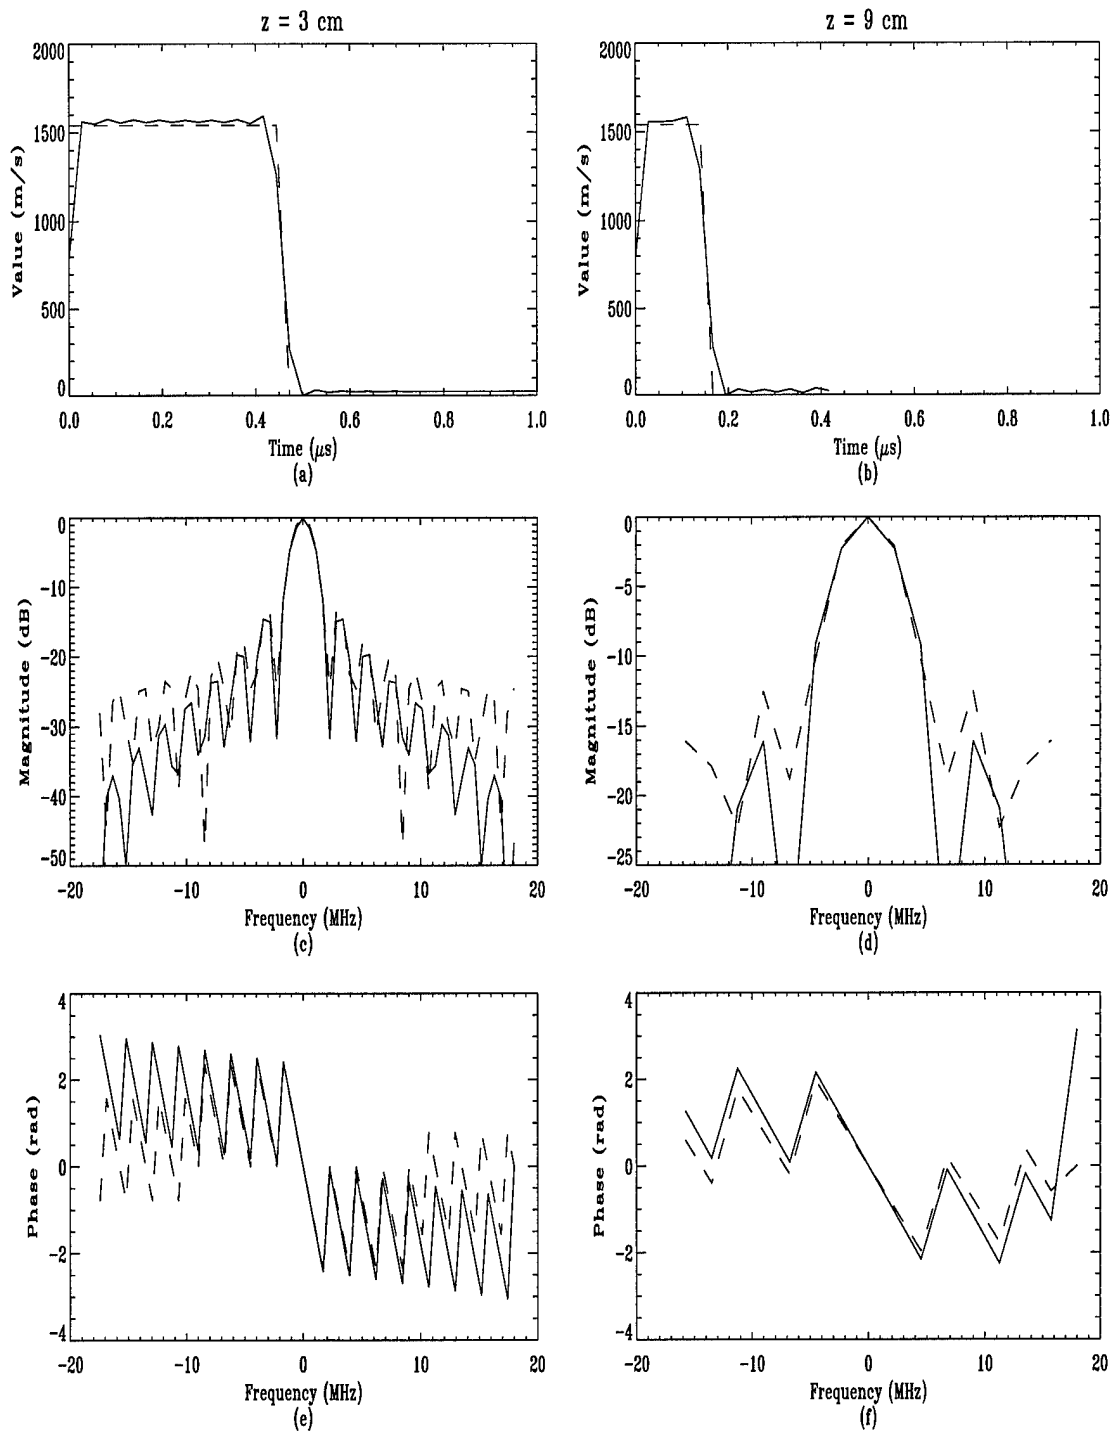 z = 3 cm
z = 9 cm
2000
1500
1000
500
0
Value (m/s)
0.0 0.2 0.4 0.6 0.8 1.0
Time (μs)
(a)
2000
1500
1000
500
0
Value (m/s)
0.0 0.2 0.4 0.6 0.8 1.0
Time (μs)
(b)
0
-10
-20
-30
-40
-50
Magnitude (dB)
-20 -10 0 10 20
Frequency (MHz)
(c)
0
-5
-10
-15
-20
-25
Magnitude (dB)
-20 -10 0 10 20
Frequency (MHz)
(d)
4
2
0
-2
-4
Phase (rad)
-20 -10 0 10 20
Frequency (MHz)
(e)
4
2
0
-2
-4
Phase (rad)
-20 -10 0 10 20
Frequency (MHz)
(f)